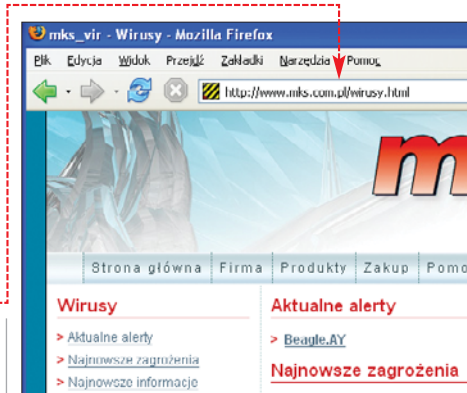 mks_vir - Wirusy - Mozilla Firefox
Plik Edycja Widok Przejdź Zakładki Narzędzia Pomoc
http://www.mks.com.pl/wirusy.html
m
Strona główna Firma Produkty Zakup Pomo
Wirusy
> Aktualne alerty
> Najnowsze zagrożenia
> Najnowsze informacje
Aktualne alerty
> Beagle.AY
Najnowsze zagrożenia